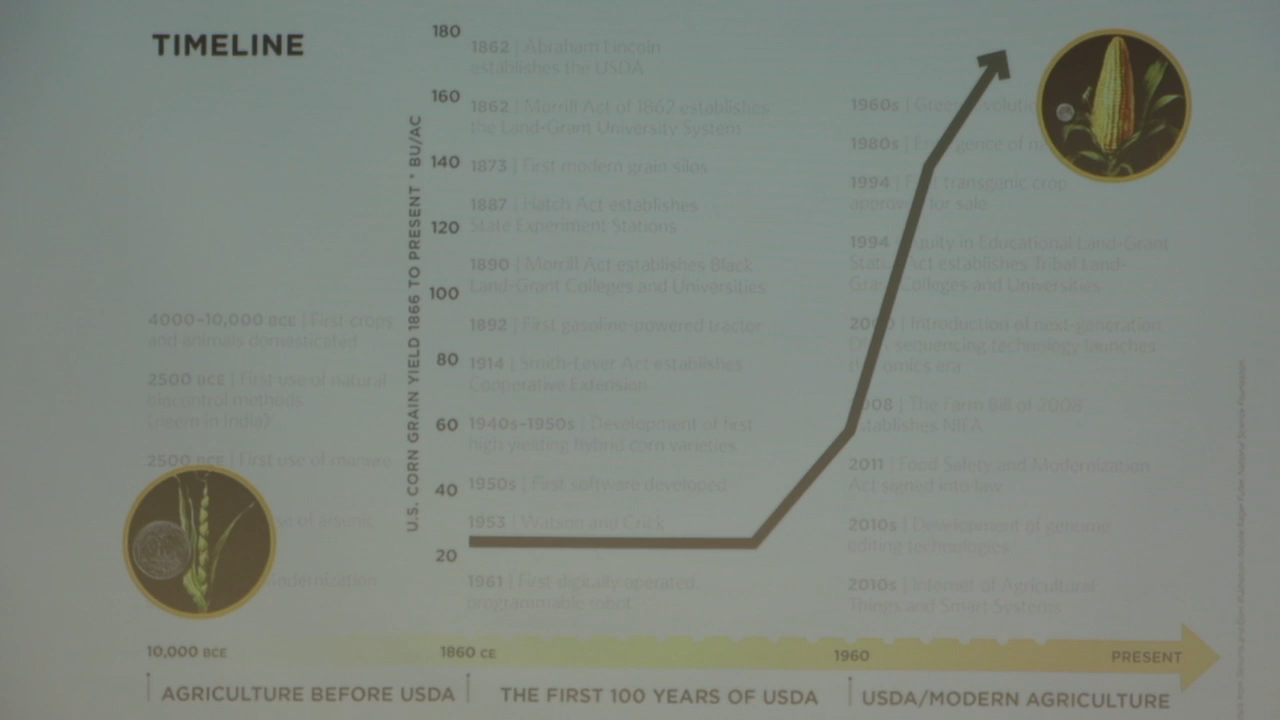 TIMELINE
180
160
140
120
100
80
60
40
20
U.S. CORN GRAIN YIELD 1866 TO PRESENT • BU/AC
4000–10,000 BCE | First crops
and animals domesticated
2500 BCE | First use of natural
biocontrol methods
(neem in India)
2500 BCE | First use of manure
of arsenic
Modernization
1862 | Abraham Lincoln
establishes the USDA
1862 | Morrill Act of 1862 establishes
the Land-Grant University System
1873 | First modern grain silos
1887 | Hatch Act establishes
State Experiment Stations
1890 | Morrill Act establishes Black
Land-Grant Colleges and Universities
1892 | First gasoline-powered tractor
1914 | Smith-Lever Act establishes
Cooperative Extension
1940s–1950s | Development of first
high yielding hybrid corn varieties
1950s | First software developed
1953 | Watson and Crick
1961 | First digitally operated,
programmable robot
1960s | Green Revolution
1980s | Emergence of
1994 | First transgenic crop
approved for sale
1994 | Equity in Educational Land-Grant
Status Act establishes Tribal Land-
Grant Colleges and Universities
2000 | Introduction of next-generation
DNA sequencing technology launches
omics era
2008 | The Farm Bill of 2008
establishes NIFA
2011 | Food Safety and Modernization
Act signed into law
2010s | Development of genome
editing technologies
2010s | Internet of Agricultural
Things and Smart Systems
10,000 BCE
1860 CE
1960
PRESENT
AGRICULTURE BEFORE USDA
THE FIRST 100 YEARS OF USDA
USDA/MODERN AGRICULTURE